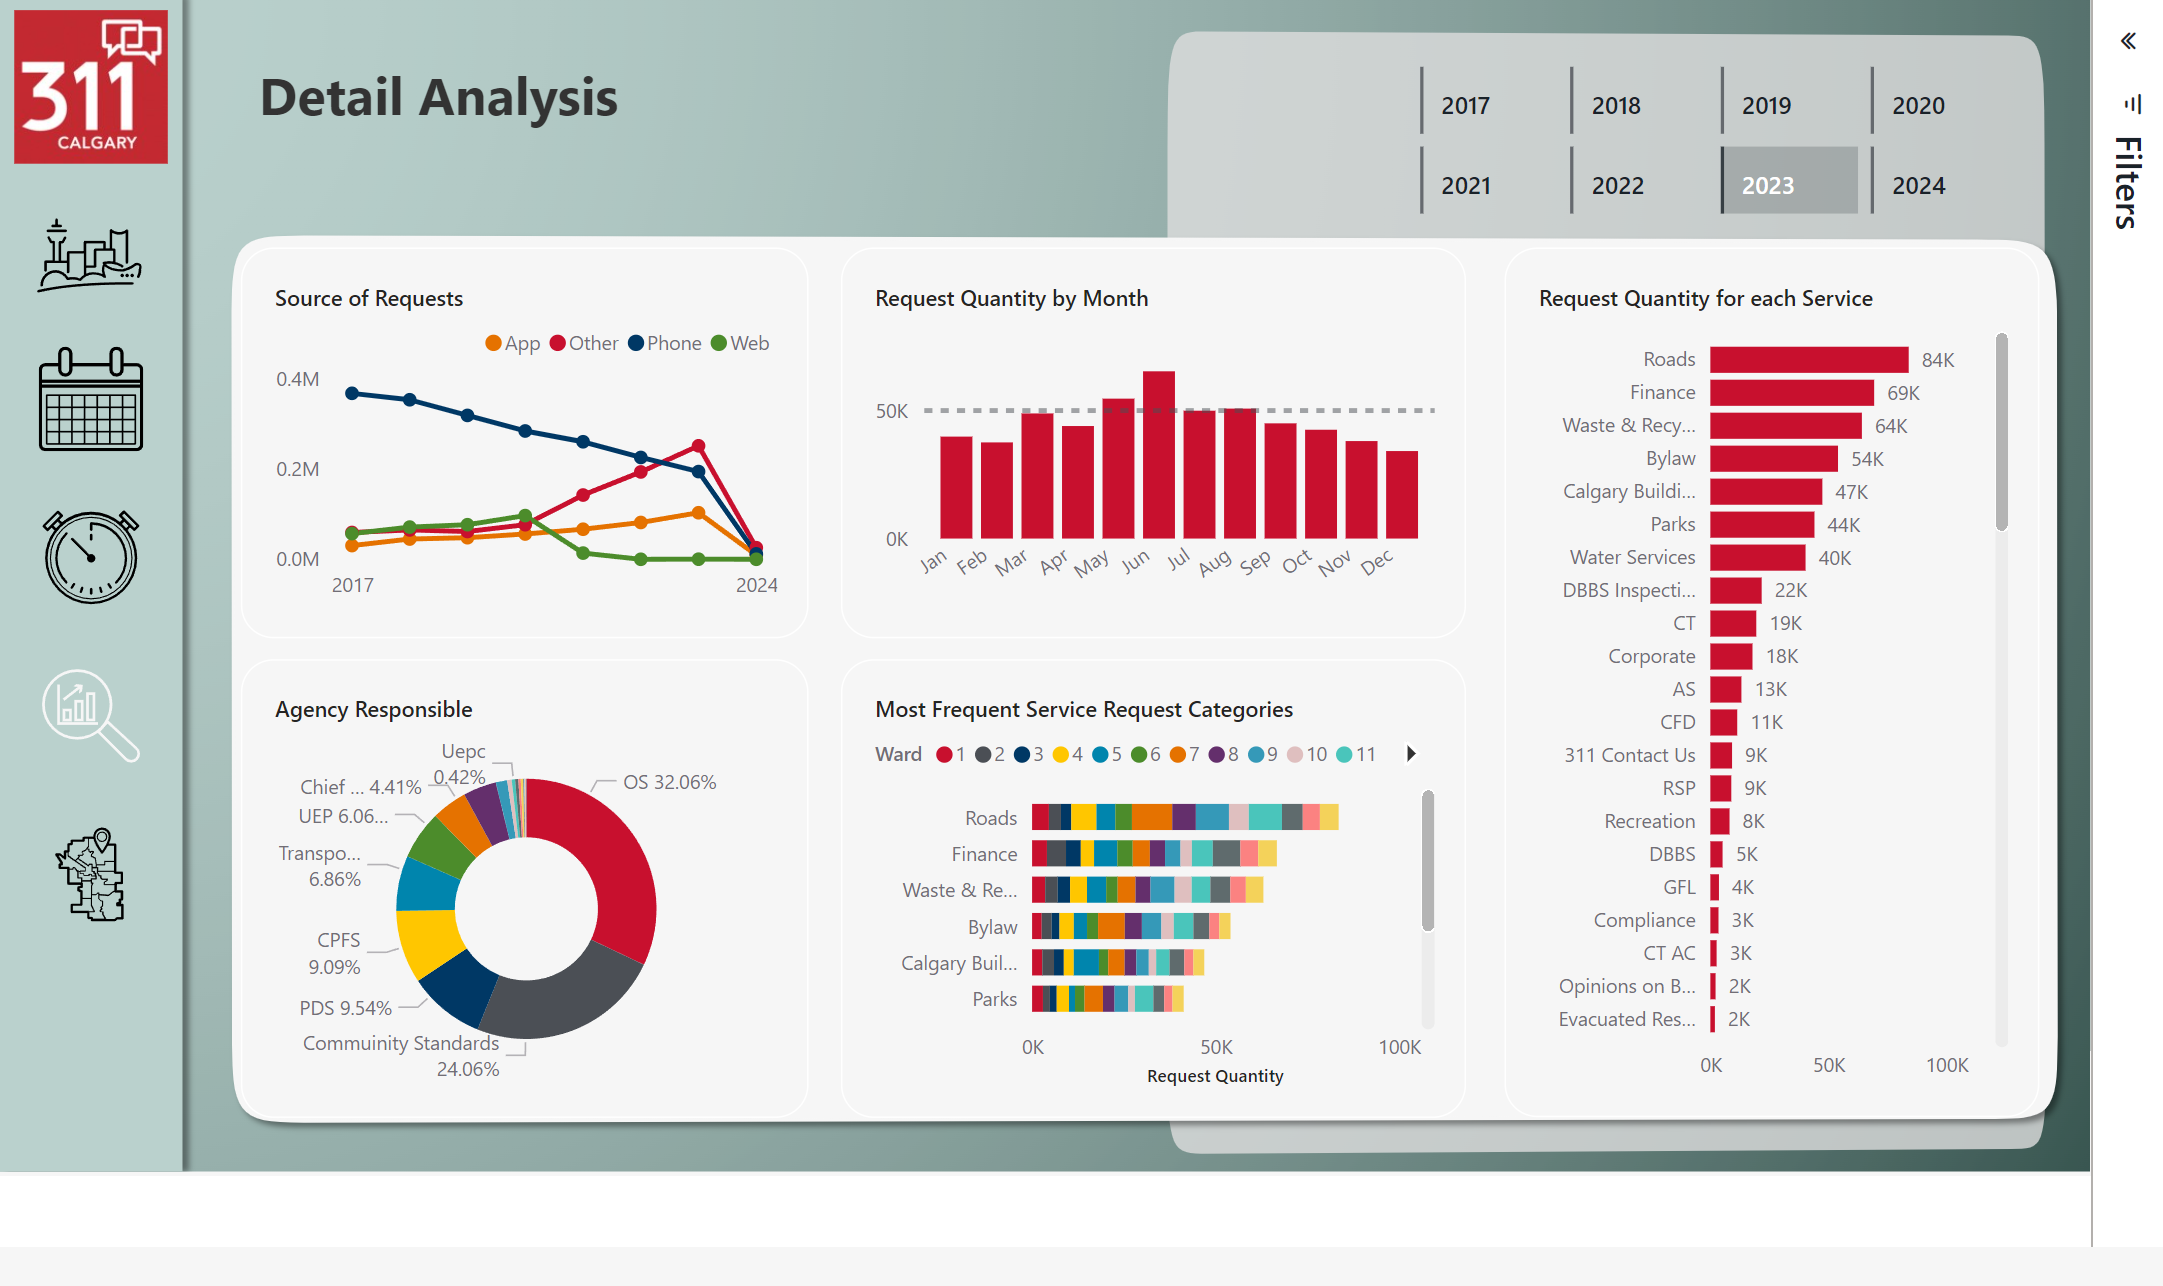 311
CALGARY
Detail Analysis
2017 2018 2019 2020
2021 2022 2023 2024
Filters
Source of Requests
App Other Phone Web
0.4M
0.2M
0.0M
2017 2024
Request Quantity by Month
50K
0K
Jan Feb Mar Apr May Jun Jul Aug Sep Oct Nov Dec
Request Quantity for each Service
Roads 84K
Finance 69K
Waste & Recy... 64K
Bylaw 54K
Calgary Buildi... 47K
Parks 44K
Water Services 40K
DBBS Inspecti... 22K
CT 19K
Corporate 18K
AS 13K
CFD 11K
311 Contact Us 9K
RSP 9K
Recreation 8K
DBBS 5K
GFL 4K
Compliance 3K
CT AC 3K
Opinions on B... 2K
Evacuated Res... 2K
0K 50K 100K
Agency Responsible
Uepc
0.42%
OS 32.06%
Chief ... 4.41%
UEP 6.06...
Transpo...
6.86%
CPFS
9.09%
PDS 9.54%
Commuinity Standards
24.06%
Most Frequent Service Request Categories
Ward 1 2 3 4 5 6 7 8 9 10 11
Roads
Finance
Waste & Re...
Bylaw
Calgary Buil...
Parks
0K 50K 100K
Request Quantity